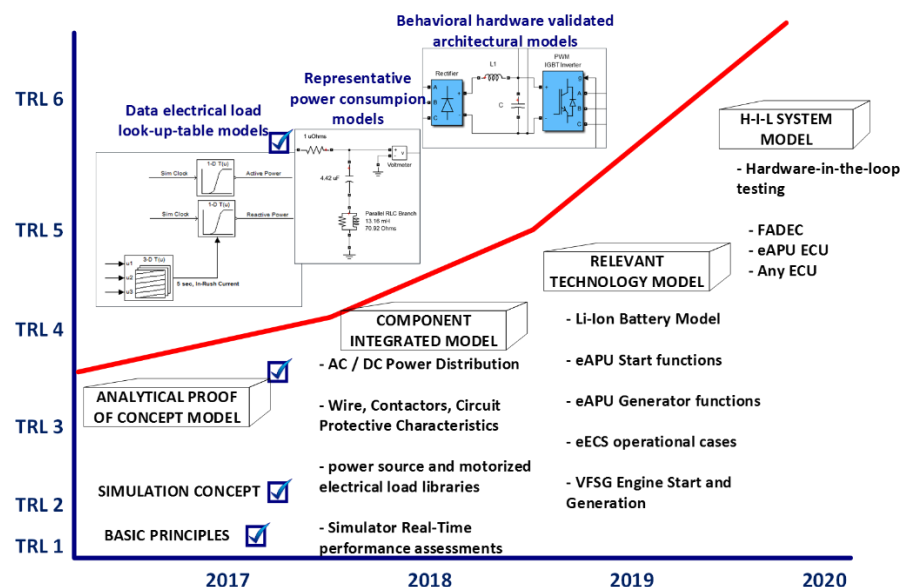 Behavioral hardware validated
architectural models
Representative
power consumpion
models
Data electrical load
look-up-table models
Rectifier
L1
PWM
IGBT Inverter
A
B
C
+
-
C
+
-
G
A
B
C
1 uOhms
+
-
v
Voltmeter
4.42 uF
Parallel RLC Branch
13.16 mH
70.92 Ohms
1-D T(u)
Sim Clock
Active Power
1-D T(u)
Sim Clock
Reactive Power
3-D T(u)
u1
u2
u3
5 sec, In-Rush Current
TRL 6
TRL 5
TRL 4
TRL 3
TRL 2
TRL 1
H-I-L SYSTEM
MODEL
- Hardware-in-the-loop
testing
- FADEC
- eAPU ECU
- Any ECU
RELEVANT
TECHNOLOGY MODEL
- Li-Ion Battery Model
- eAPU Start functions
- eAPU Generator functions
- eECS operational cases
- VFSG Engine Start and
Generation
COMPONENT
INTEGRATED MODEL
- AC / DC Power Distribution
- Wire, Contactors, Circuit
Protective Characteristics
- power source and motorized
electrical load libraries
- Simulator Real-Time
performance assessments
ANALYTICAL PROOF
OF CONCEPT MODEL
SIMULATION CONCEPT
BASIC PRINCIPLES
2017
2018
2019
2020